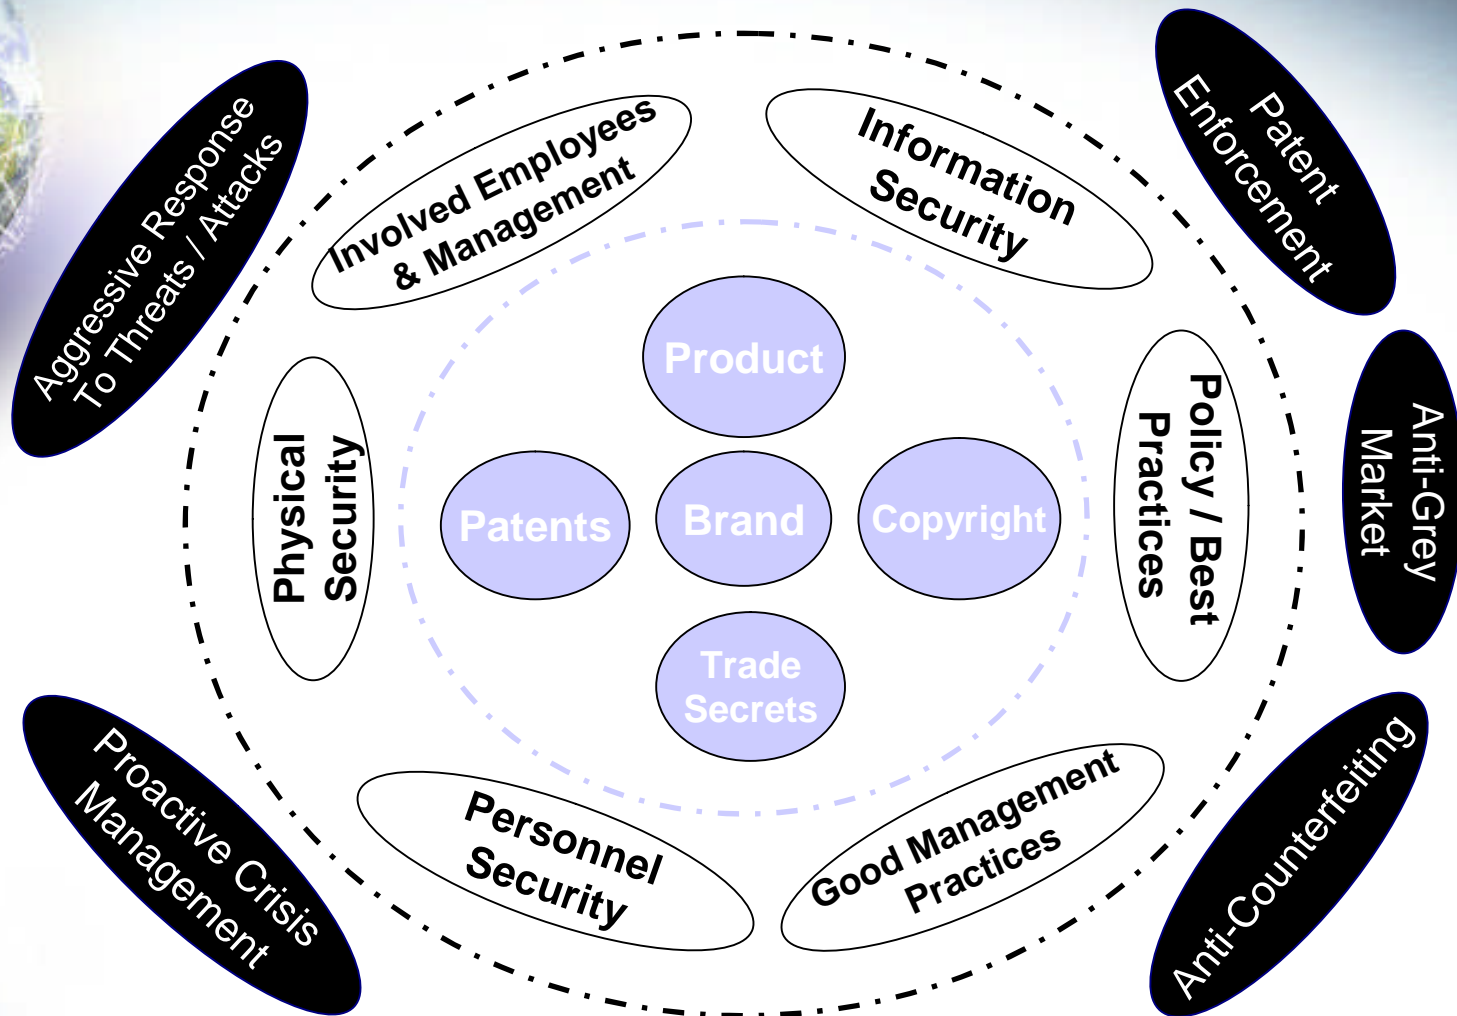 Aggressive Response
To Threats / Attacks
Involved Employees
& Management
Information
Security
Patent
Enforcement
Product
Physical
Security
Patents
Brand
Copyright
Policy / Best
Practices
Anti-Grey
Market
Trade
Secrets
Proactive Crisis
Management
Personnel
Security
Good Management
Practices
Anti-Counterfeiting